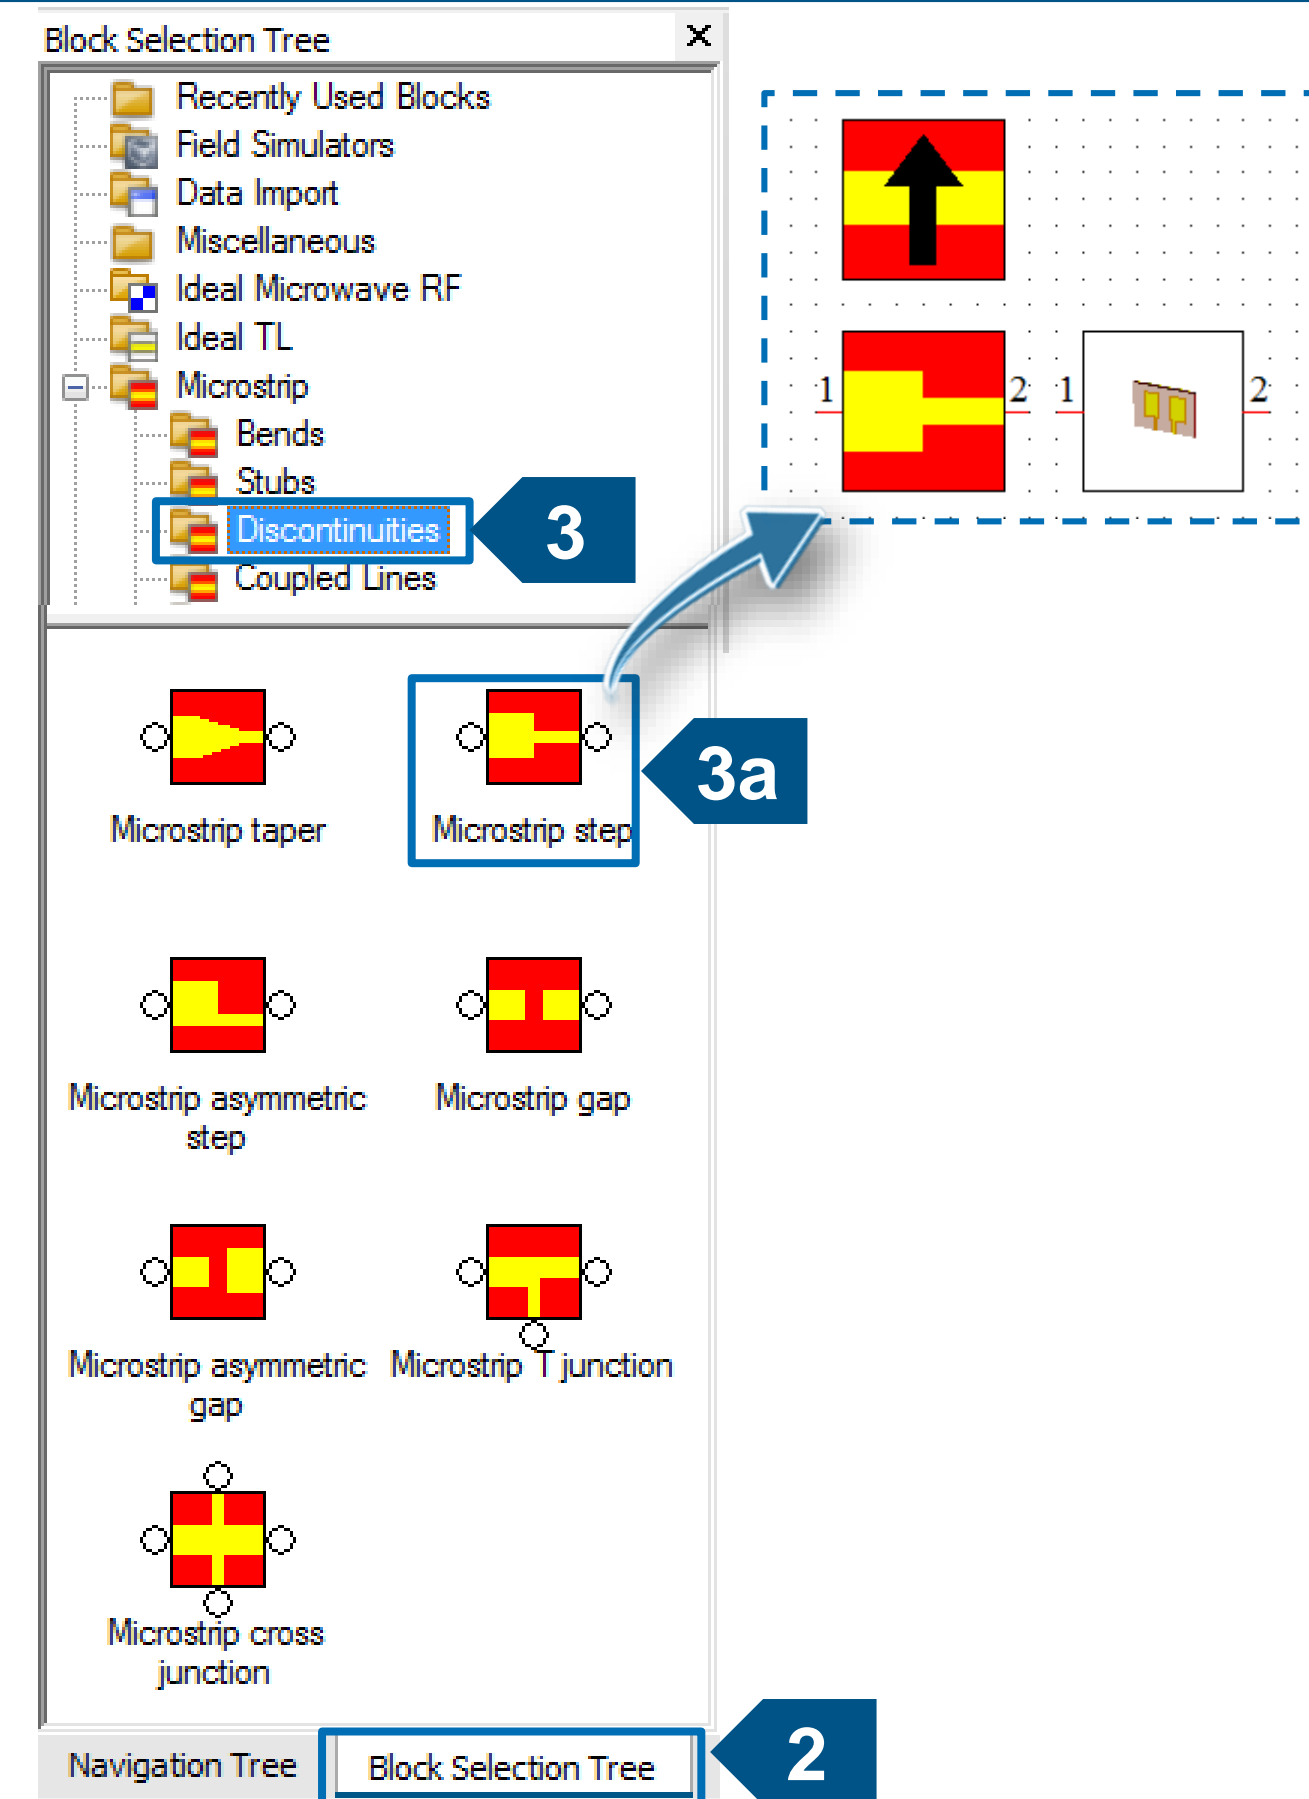 Block Selection Tree
Recently Used Blocks
Field Simulators
Data Import
Miscellaneous
Ideal Microwave RF
Ideal TL
Microstrip
Bends
Stubs
Discontinuities
Coupled Lines
3
1 2 1 2
Microstrip taper
Microstrip step
3a
Microstrip asymmetric
step
Microstrip gap
Microstrip asymmetric
gap
Microstrip T junction
Microstrip cross
junction
Navigation Tree
Block Selection Tree
2